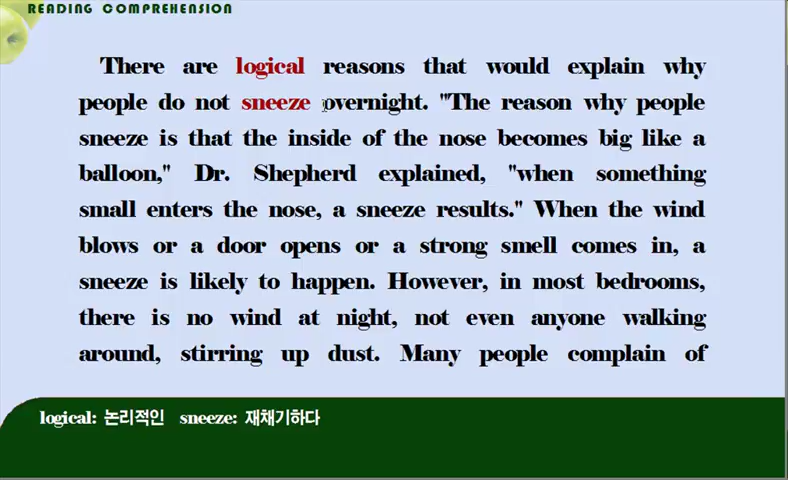 READING COMPREHENSION
There are logical reasons that would explain why
people do not sneeze overnight. "The reason why people
sneeze is that the inside of the nose becomes big like a
balloon," Dr. Shepherd explained, "when something
small enters the nose, a sneeze results." When the wind
blows or a door opens or a strong smell comes in, a
sneeze is likely to happen. However, in most bedrooms,
there is no wind at night, not even anyone walking
around, stirring up dust. Many people complain of
logical: 논리적인 sneeze: 재채기하다